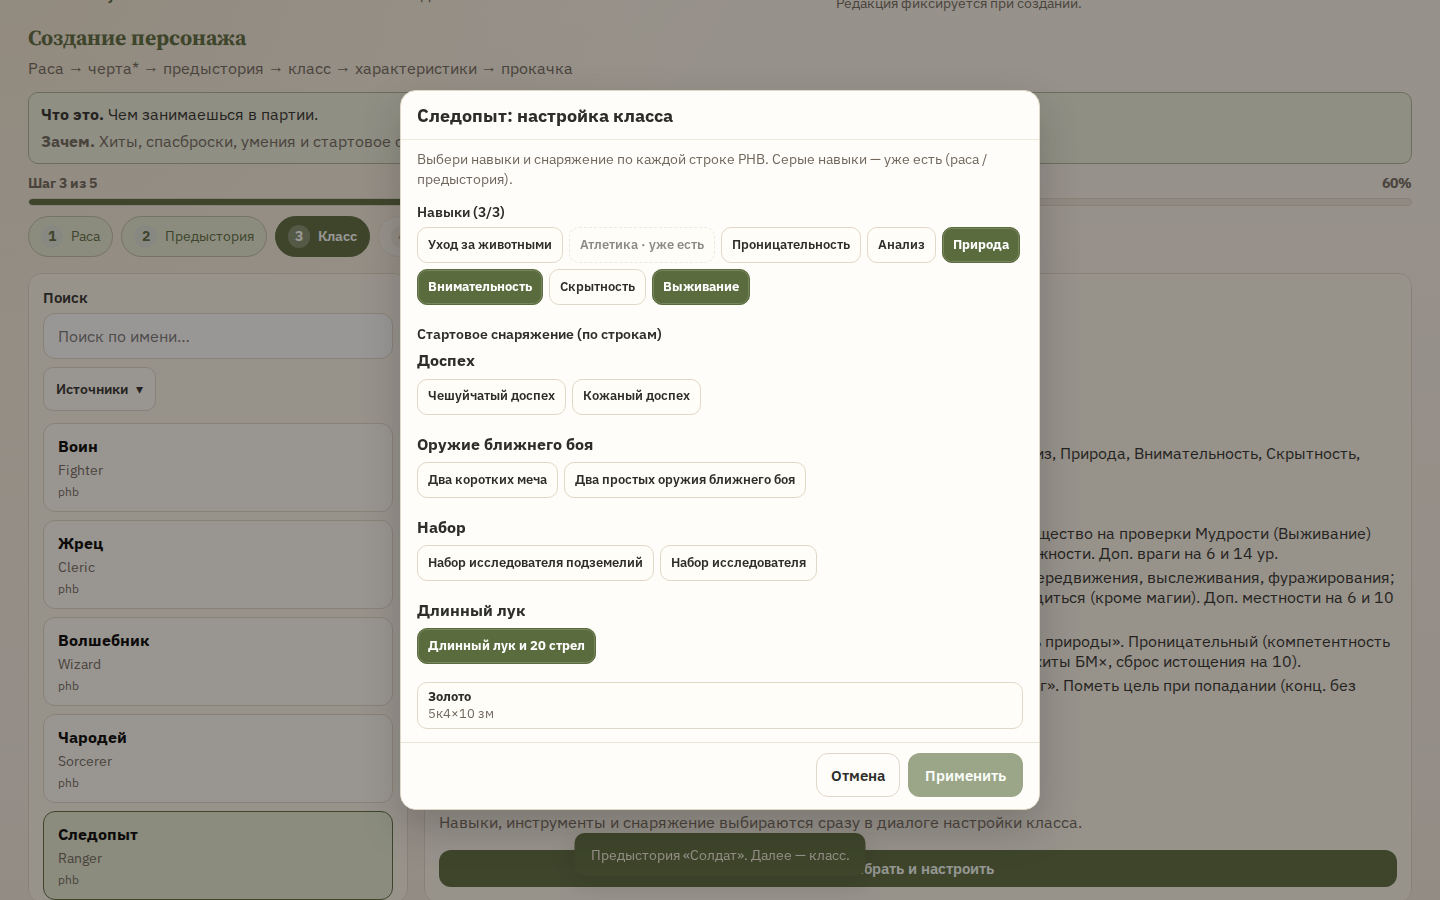 Редакция фиксируется при создании.
Создание персонажа
Раса → черта* → предыстория → класс → характеристики → прокачка
Что это. Чем занимаешься в партии.
Зачем. Хиты, спасброски, умения и стартовое
Шаг 3 из 5
60%
1 Раса
2 Предыстория
3 Класс
Поиск
Поиск по имени...
Источники ▾
Воин
Fighter
phb
Жрец
Cleric
phb
Волшебник
Wizard
phb
Чародей
Sorcerer
phb
Следопыт
Ranger
phb
Следопыт: настройка класса
Выбери навыки и снаряжение по каждой строке PHB. Серые навыки — уже есть (раса /
предыстория).
Навыки (3/3)
Уход за животными
Атлетика · уже есть
Проницательность
Анализ
Природа
Внимательность
Скрытность
Выживание
Стартовое снаряжение (по строкам)
Доспех
Чешуйчатый доспех
Кожаный доспех
Оружие ближнего боя
Два коротких меча
Два простых оружия ближнего боя
Набор
Набор исследователя подземелий
Набор исследователя
Длинный лук
Длинный лук и 20 стрел
Золото
5к4×10 зм
Отмена
Применить
из, Природа, Внимательность, Скрытность,
щество на проверки Мудрости (Выживание)
жности. Доп. враги на 6 и 14 ур.
ередвижения, выслеживания, фуражирования;
диться (кроме магии). Доп. местности на 6 и 10
ь природы». Проницательный (компетентность
киты БМ×, сброс истощения на 10).
г». Пометь цель при попадании (конц. без
Навыки, инструменты и снаряжение выбираются сразу в диалоге настройки класса.
Предыстория «Солдат». Далее — класс.
брать и настроить